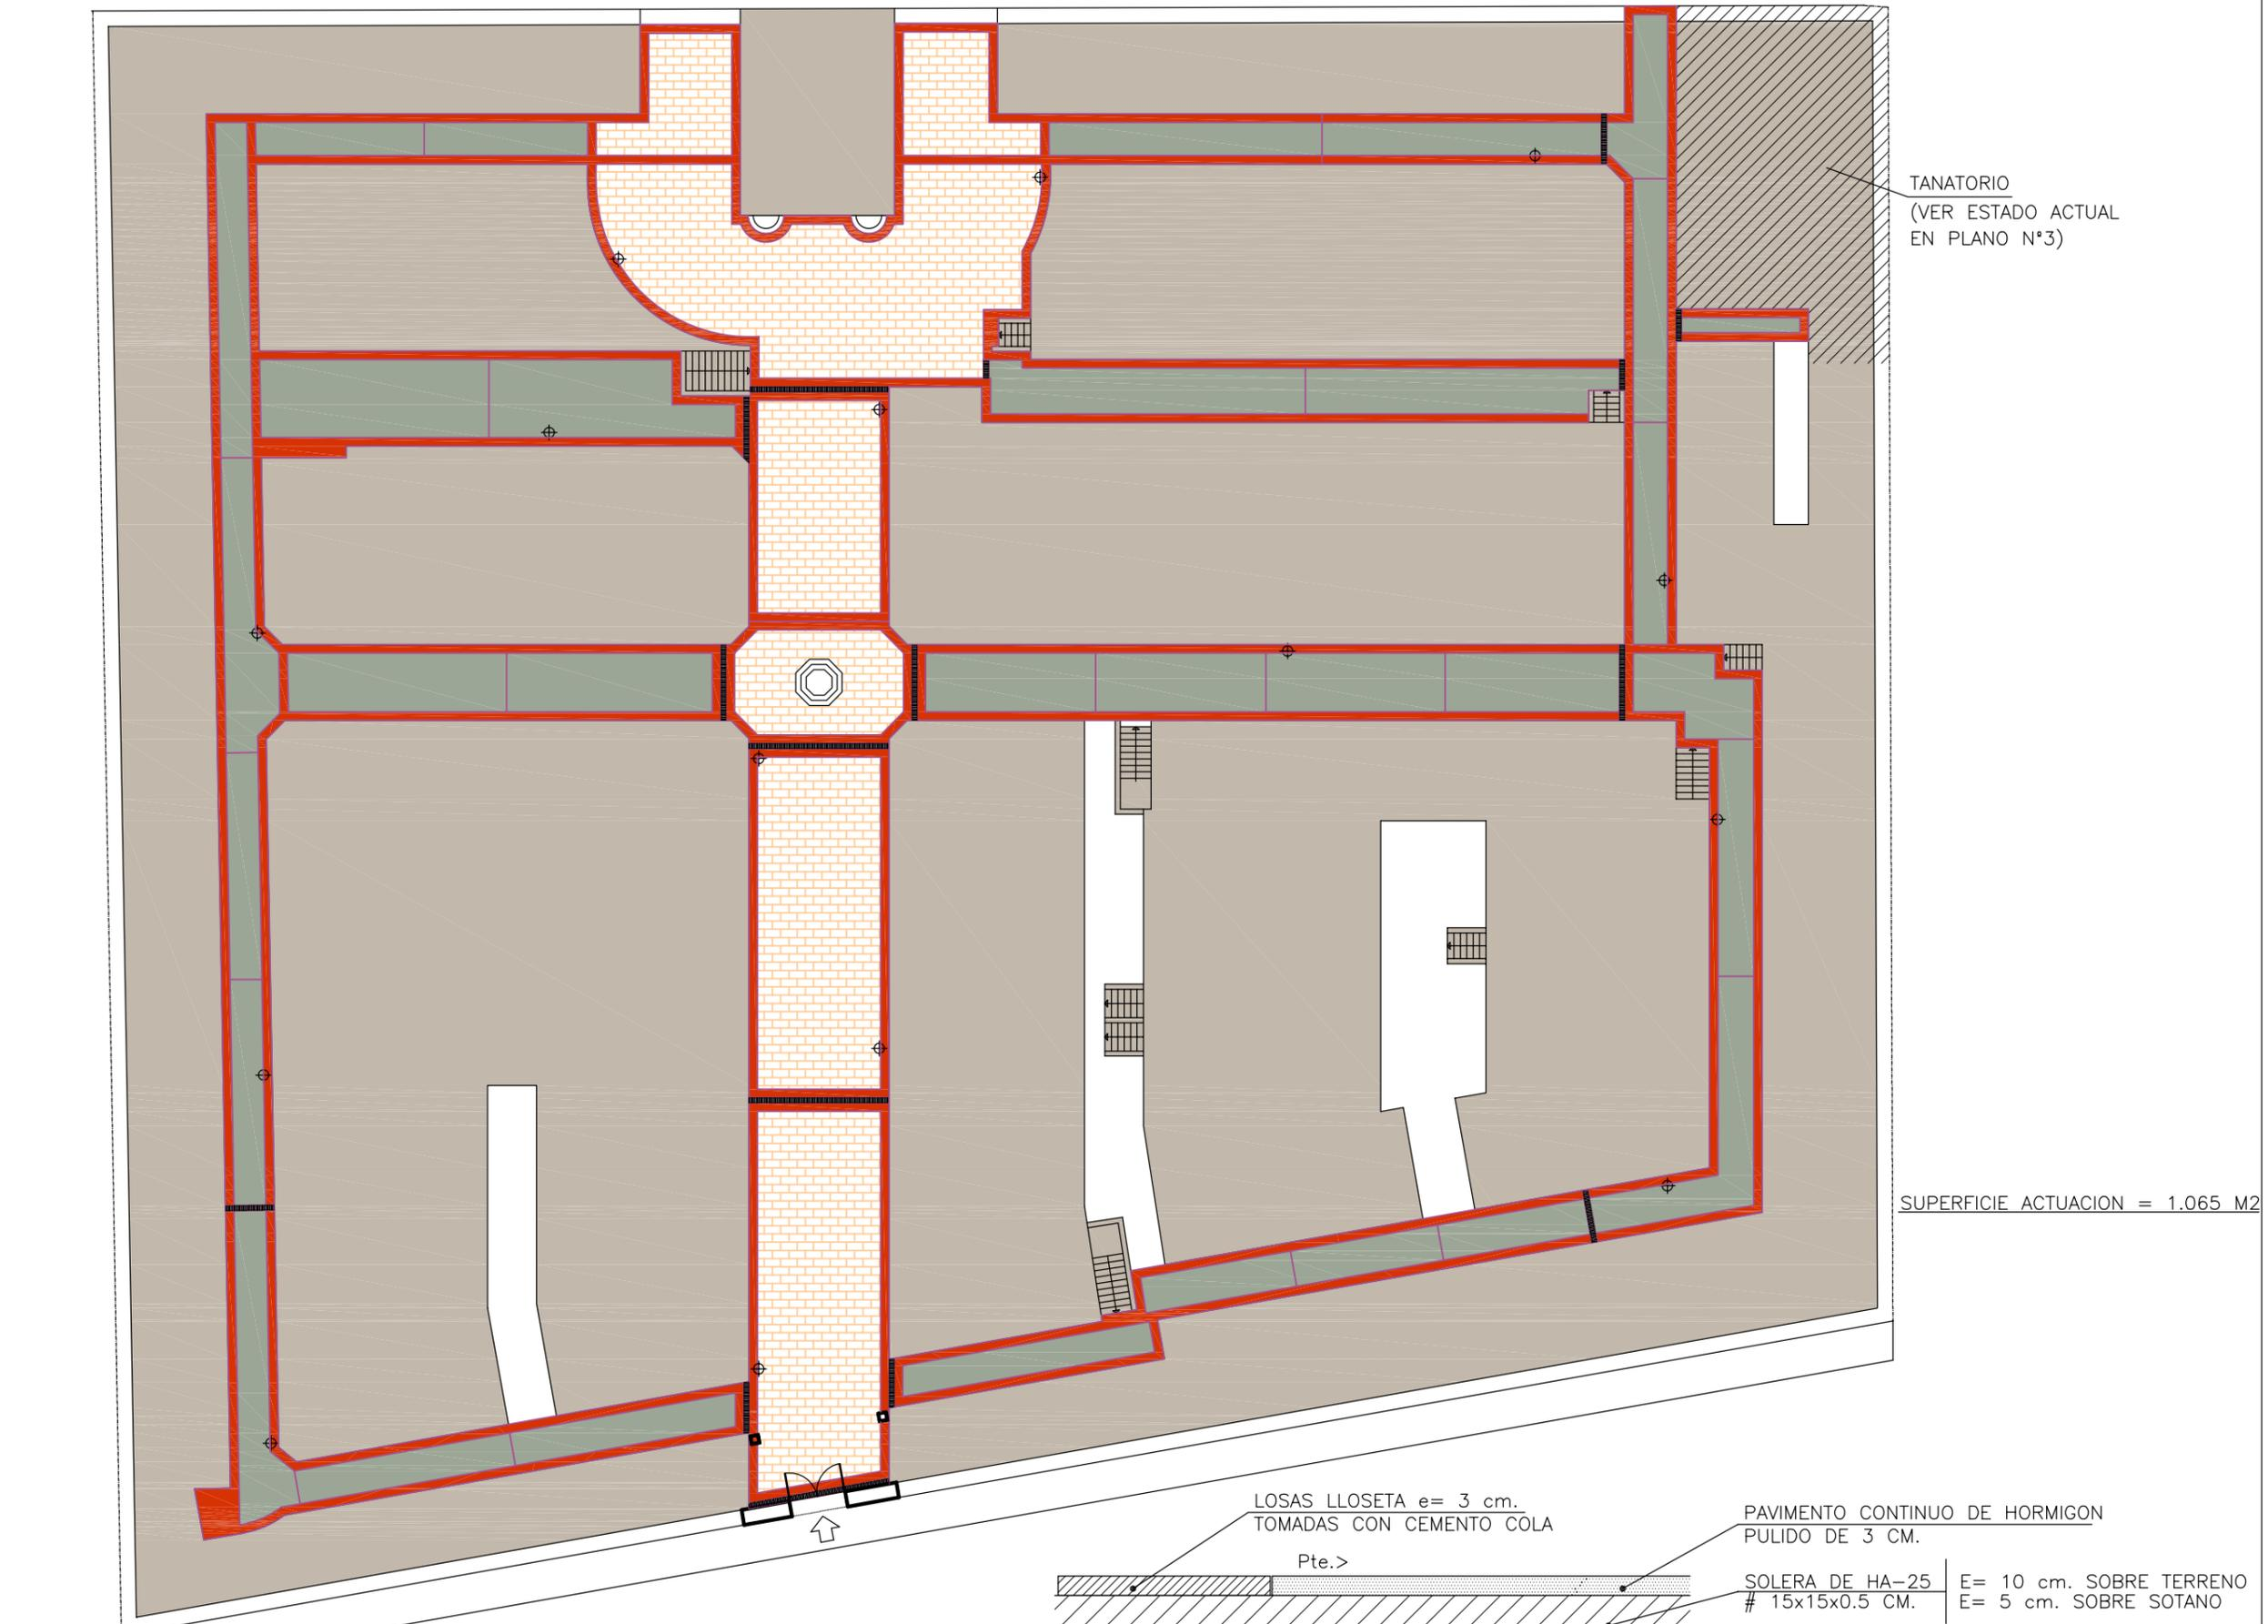 TANATORIO
(VER ESTADO ACTUAL
EN PLANO Nº3)
SUPERFICIE ACTUACION = 1.065 M2
LOSAS LLOSETA e= 3 cm.
TOMADAS CON CEMENTO COLA
PAVIMENTO CONTINUO DE HORMIGON
PULIDO DE 3 CM.
Pte.>
SOLERA DE HA-25
# 15x15x0.5 CM.
E= 10 cm. SOBRE TERRENO
E= 5 cm. SOBRE SOTANO